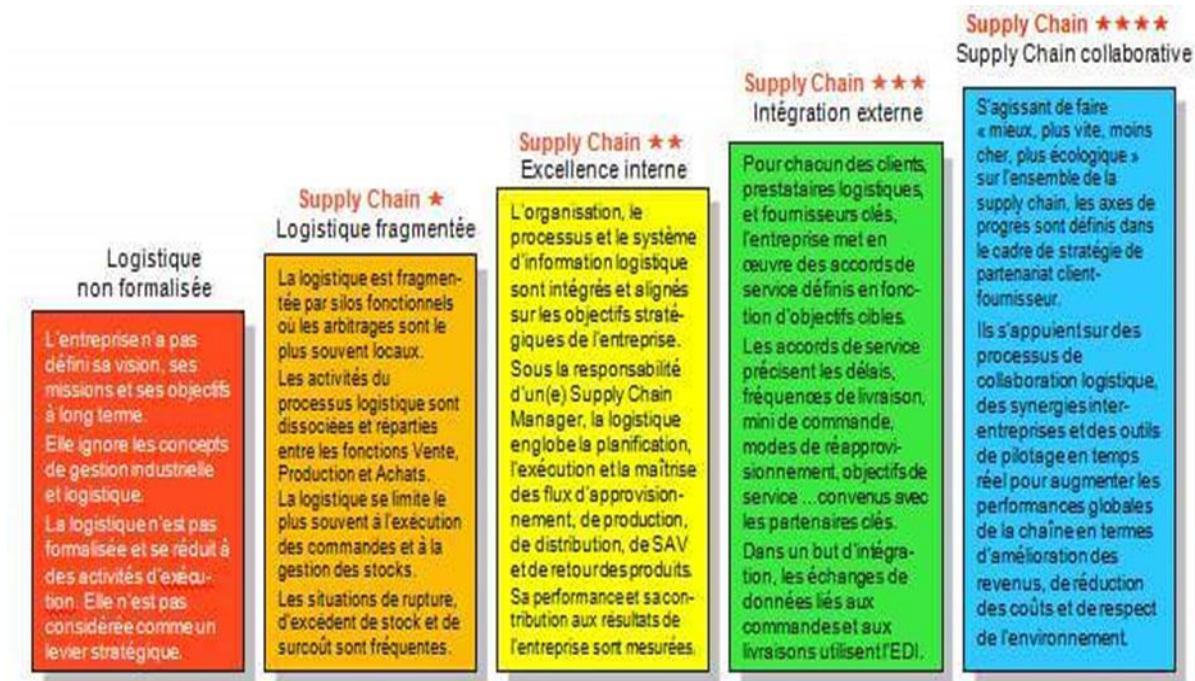 Logistique
non formalisée
L'entreprise n'a pas
défini sa vision, ses
missions et ses objectifs
à long terme.
Elle ignore les concepts
de gestion industrielle
et logistique.
La logistique n'est pas
formalisée et se réduit à
des activités d'exécu-
tion. Elle n'est pas
considérée comme un
levier stratégique.
Supply Chain ★
Logistique fragmentée
La logistique est fragmen-
tée par silos fonctionnels
où les arbitrages sont le
plus souvent locaux.
Les activités du
processus logistique sont
dissociées et réparties
entre les fonctions Vente,
Production et Achats.
La logistique se limite le
plus souvent à l'exécution
des commandes et à la
gestion des stocks.
Les situations de rupture,
d'excédent de stock et de
surcoût sont fréquentes.
Supply Chain ★★
Excellence interne
L'organisation, le
processus et le système
d'information logistique
sont intégrés et alignés
sur les objectifs straté-
giques de l'entreprise.
Sous la responsabilité
d'un(e) Supply Chain
Manager, la logistique
englobe la planification,
l'exécution et la maîtrise
des flux d'approvision-
nement, de production,
de distribution, de SAV
et de retour des produits.
Sa performance et sa con-
tribution aux résultats de
l'entreprise sont mesurées.
Supply Chain ★★★
Intégration externe
Pour chacun des clients,
prestataires logistiques,
et fournisseurs clés,
l'entreprise met en
œuvre des accords de
service définis en fonc-
tion d'objectifs cibles.
Les accords de service
précisent les délais,
fréquences de livraison,
mini de commande,
modes de réapprovi-
sionnement, objectifs de
service ...convenus avec
les partenaires clés.
Dans un but d'intégra-
tion, les échanges de
données liés aux
commandes et aux
livraisons utilisent l'EDI.
Supply Chain ★★★★
Supply Chain collaborative
S'agissant de faire
« mieux, plus vite, moins
cher, plus écologique »
sur l'ensemble de la
supply chain, les axes de
progrès sont définis dans
le cadre de stratégie de
partenariat client-
fournisseur.
Ils s'appuient sur des
processus de
collaboration logistique,
des synergies inter-
entreprises et des outils
de pilotage en temps
réel pour augmenter les
performances globales
de la chaîne en termes
d'amélioration des
revenus, de réduction
des coûts et de respect
de l'environnement.